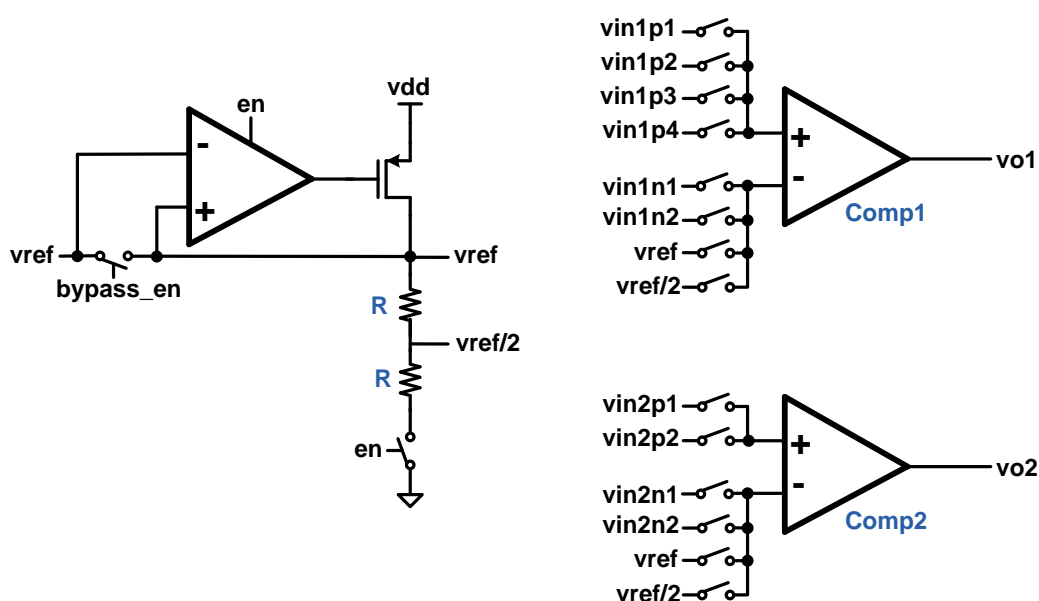 vdd
en
-
+
vref
bypass_en
vref
R
vref/2
R
en
vin1p1
vin1p2
vin1p3
vin1p4
+
vin1n1
-
vo1
vin1n2
Comp1
vref
vref/2
vin2p1
vin2p2
+
vin2n1
-
vo2
vin2n2
Comp2
vref
vref/2